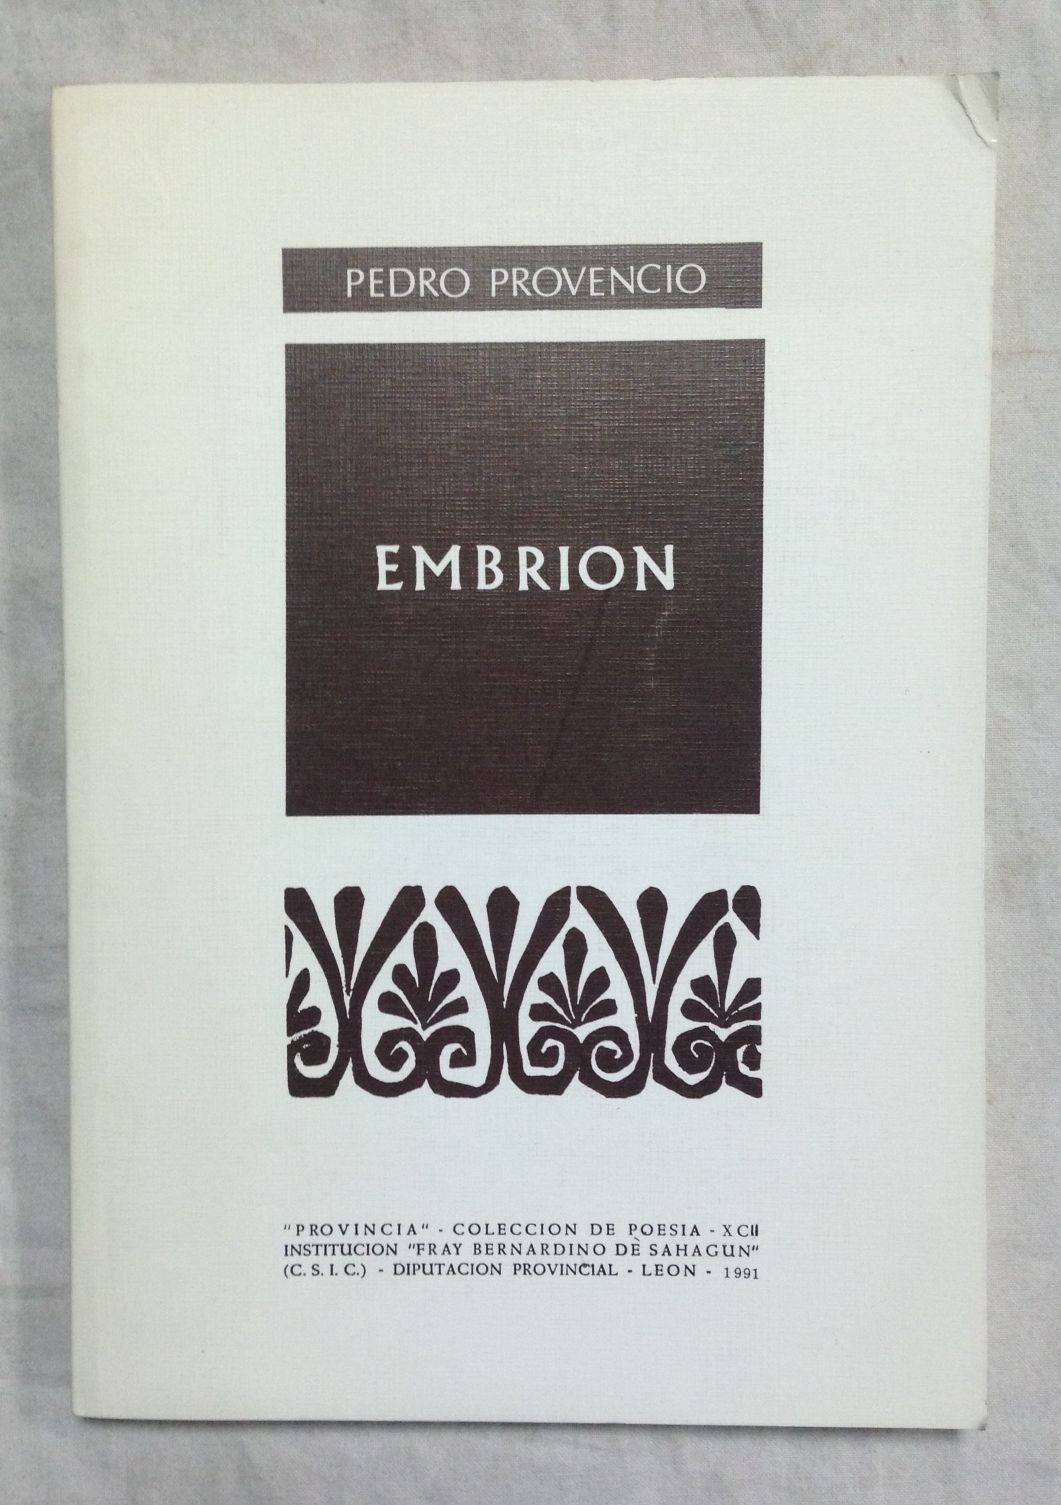 PEDRO PROVENCIO
EMBRION
"PROVINCIA" - COLECCION DE POESIA - XCII
INSTITUCION "FRAY BERNARDINO DE SAHAGUN"
(C. S. I. C.) - DIPUTACION PROVINCIAL - LEON - 1991